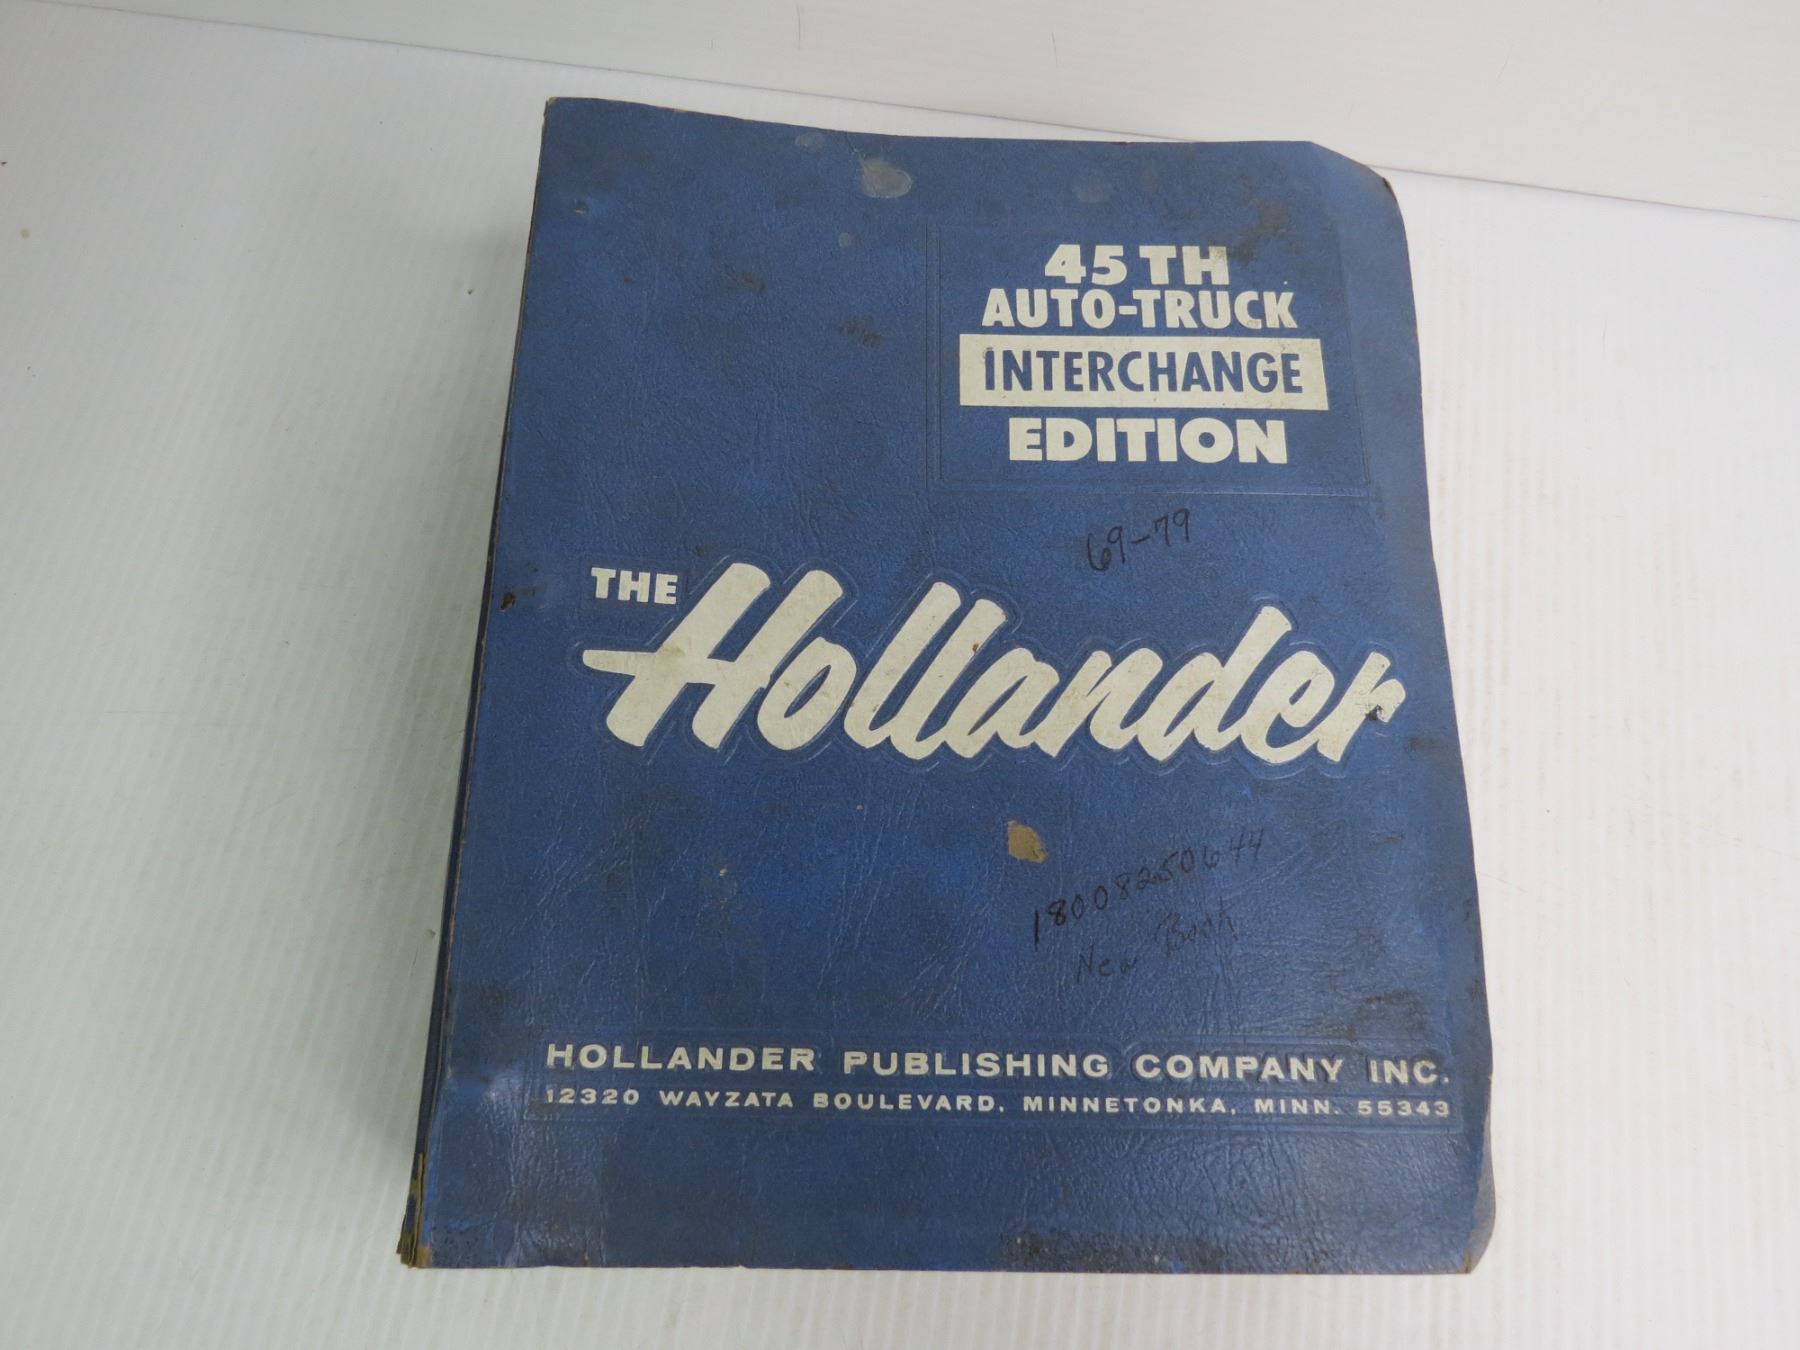 45TH
AUTO-TRUCK
INTERCHANGE
EDITION
69-79
THE Hollander
18008250644
New Book
HOLLANDER PUBLISHING COMPANY INC.
12320 WAYZATA BOULEVARD, MINNETONKA, MINN. 55343